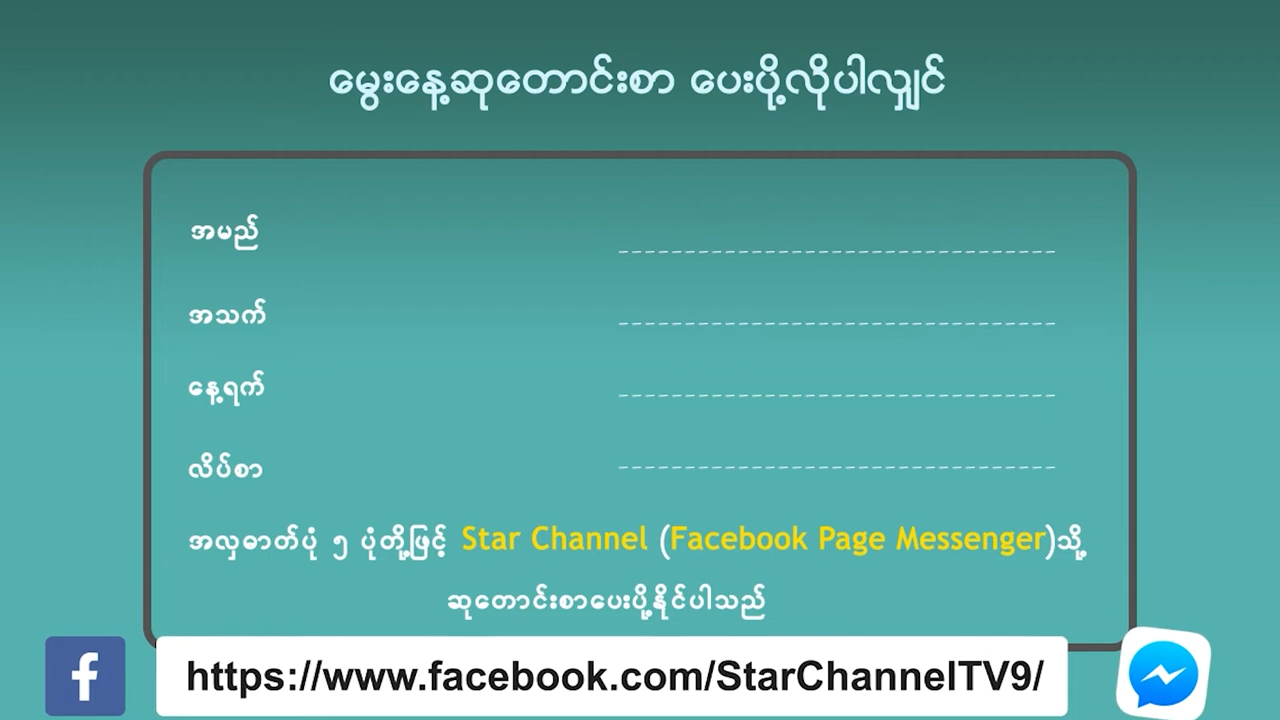 မွေးနေ့ဆုတောင်းစာ ပေးပို့လိုပါလျှင်
အမည် ---------------------------------
အသက် ---------------------------------
နေ့ရက် ---------------------------------
လိပ်စာ ---------------------------------
အလှဓာတ်ပုံ ၅ ပုံတို့ဖြင့် Star Channel (Facebook Page Messenger)သို့
ဆုတောင်းစာပေးပို့နိုင်ပါသည်
https://www.facebook.com/StarChannelTV9/